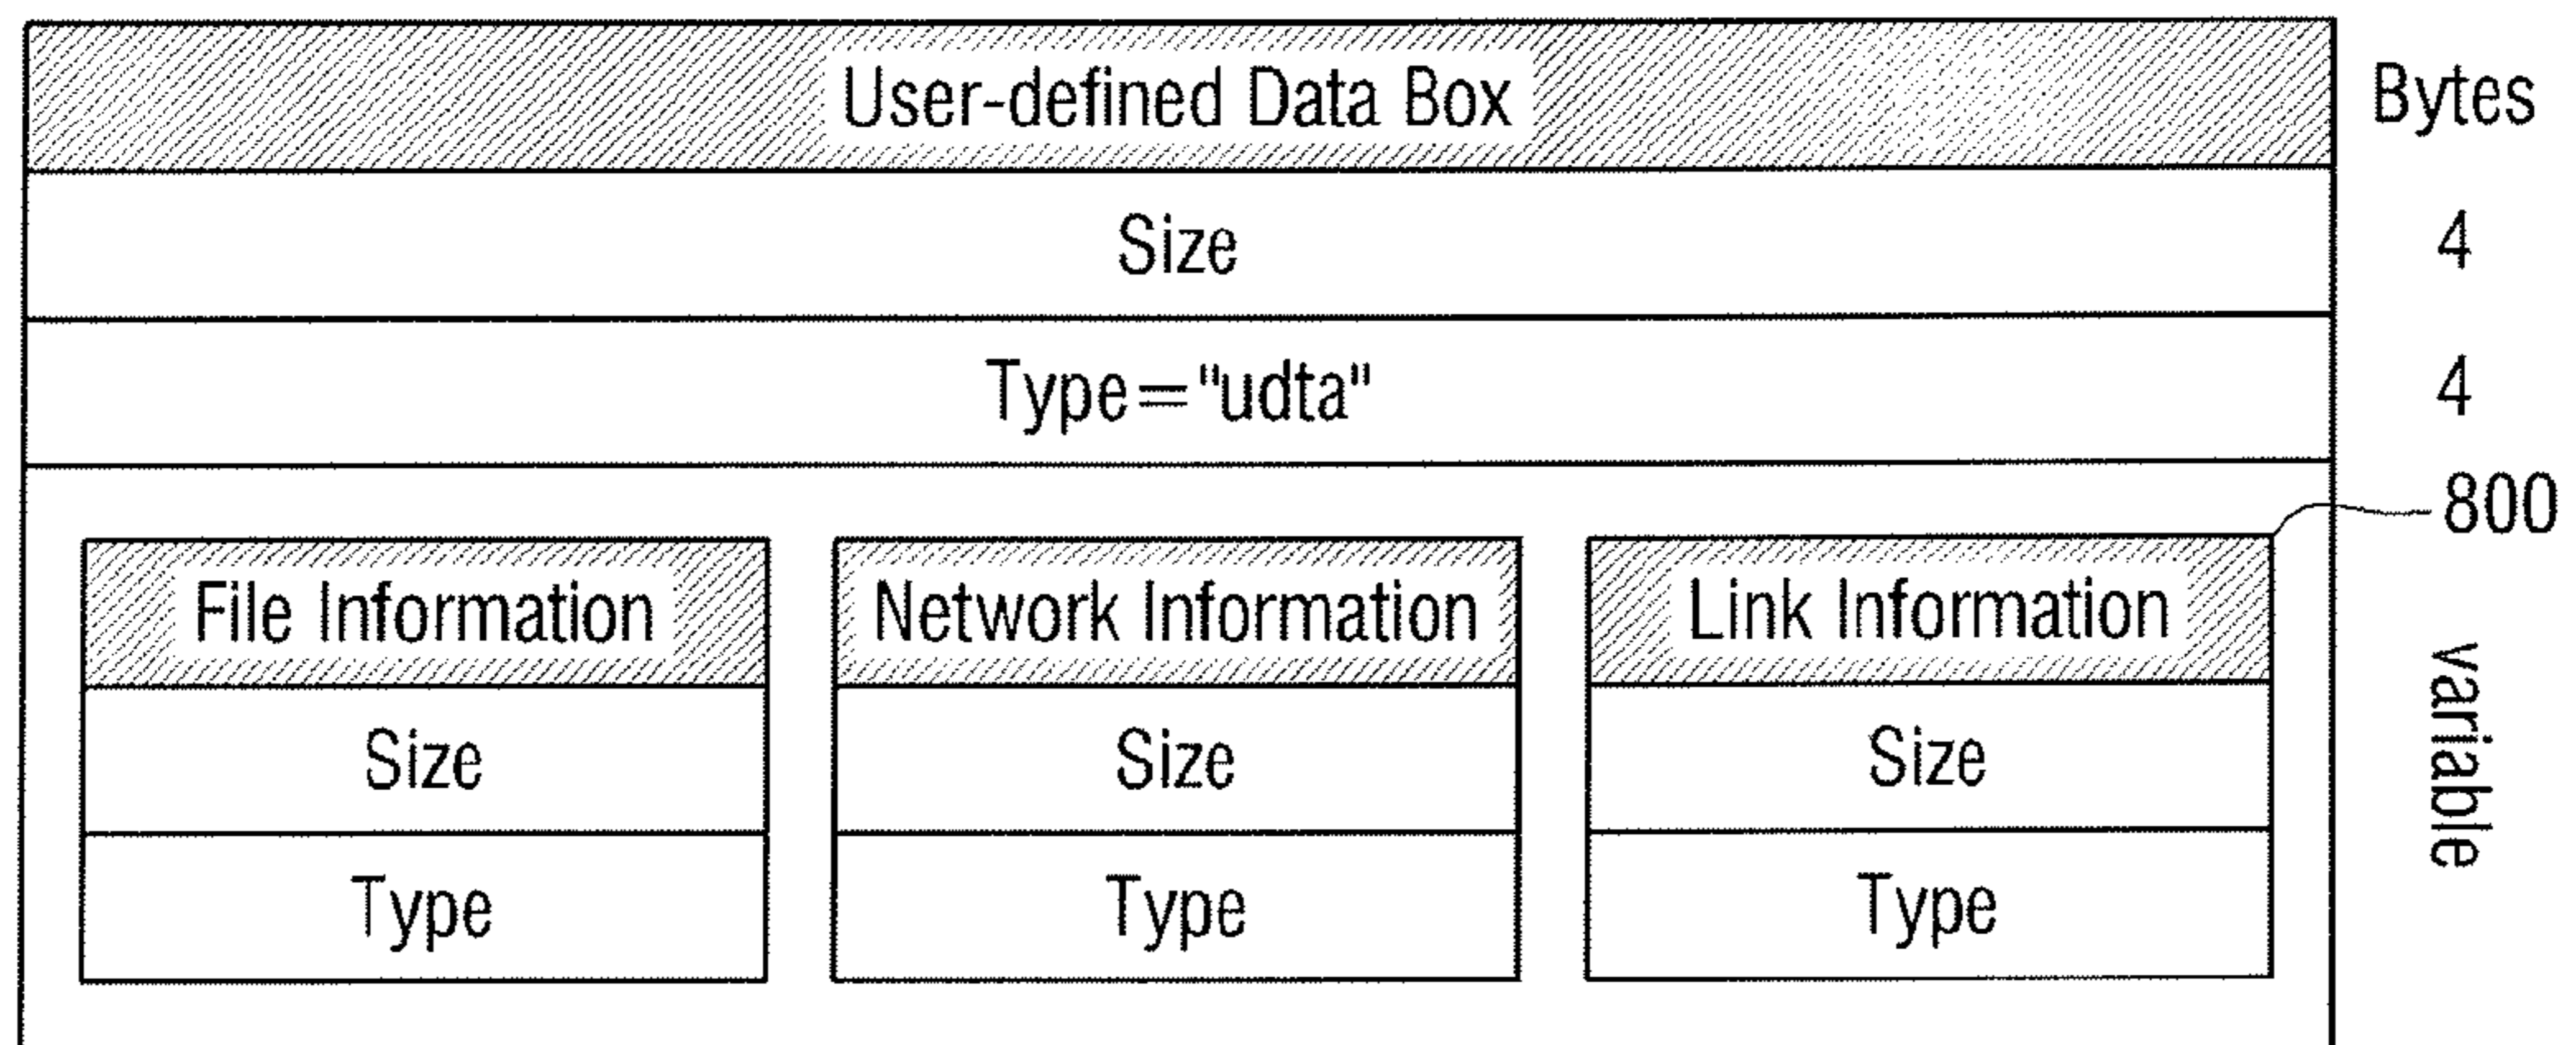 User-defined Data Box Bytes
Size 4
Type="udta" 4
800
File Information Network Information Link Information
Size Size Size
Type Type Type
variable